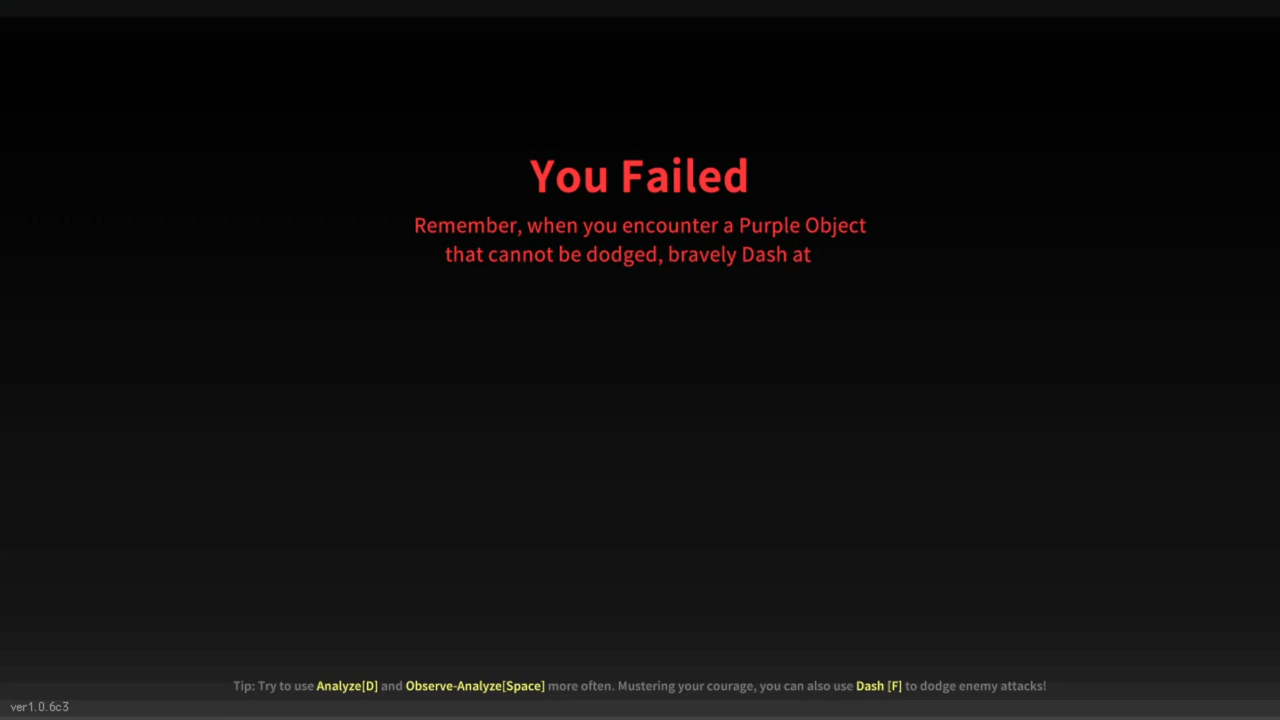 You Failed
Remember, when you encounter a Purple Object
that cannot be dodged, bravely Dash at
Tip: Try to use Analyze[D] and Observe-Analyze[Space] more often. Mustering your courage, you can also use Dash [F] to dodge enemy attacks!
ver1.0.6c3